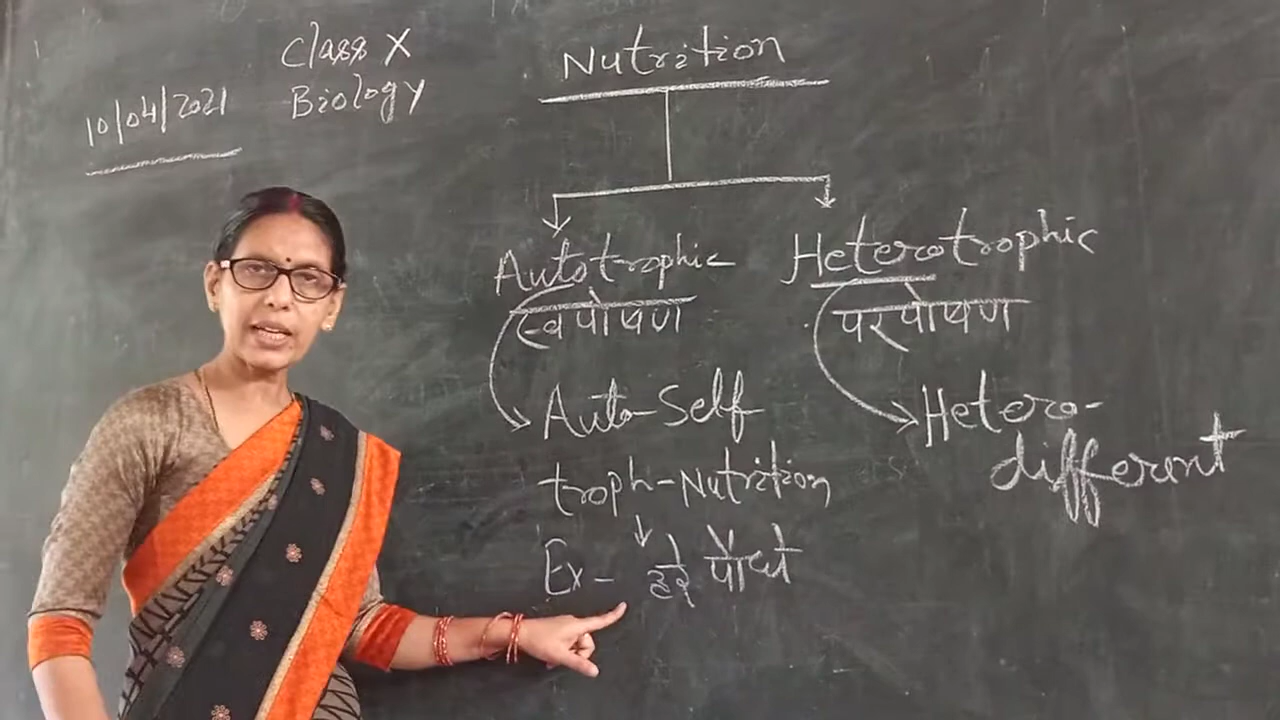 Class X
Biology
10/04/2021
Nutrition
Autotrophic
स्वपोषण
Auto-Self
troph-Nutrition
Ex- हरे पौधे
Heterotrophic
परपोषण
Hetero-
different